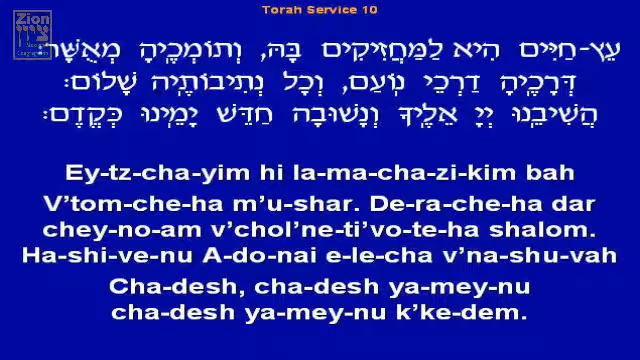 Torah Service 10
Zion
עֵץ־חַיִּים הִיא לַמַּחֲזִיקִים בָּהּ, וְתוֹמְכֶֽיהָ מְאֻשָּׁר׃
דְּרָכֶֽיהָ דַרְכֵי נֹֽעַם, וְכָל נְתִיבוֹתֶֽיהָ שָׁלוֹם׃
הֲשִׁיבֵֽנוּ יְיָ אֵלֶֽיךָ וְנָשׁוּבָה חַדֵּשׁ יָמֵֽינוּ כְּקֶֽדֶם׃
Ey-tz-cha-yim hi la-ma-cha-zi-kim bah
V’tom-che-ha m’u-shar. De-ra-che-ha dar
chey-no-am v’chol’ne-ti’vo-te-ha shalom.
Ha-shi-ve-nu A-do-nai e-le-cha v’na-shu-vah
Cha-desh, cha-desh ya-mey-nu
cha-desh ya-mey-nu k’ke-dem.